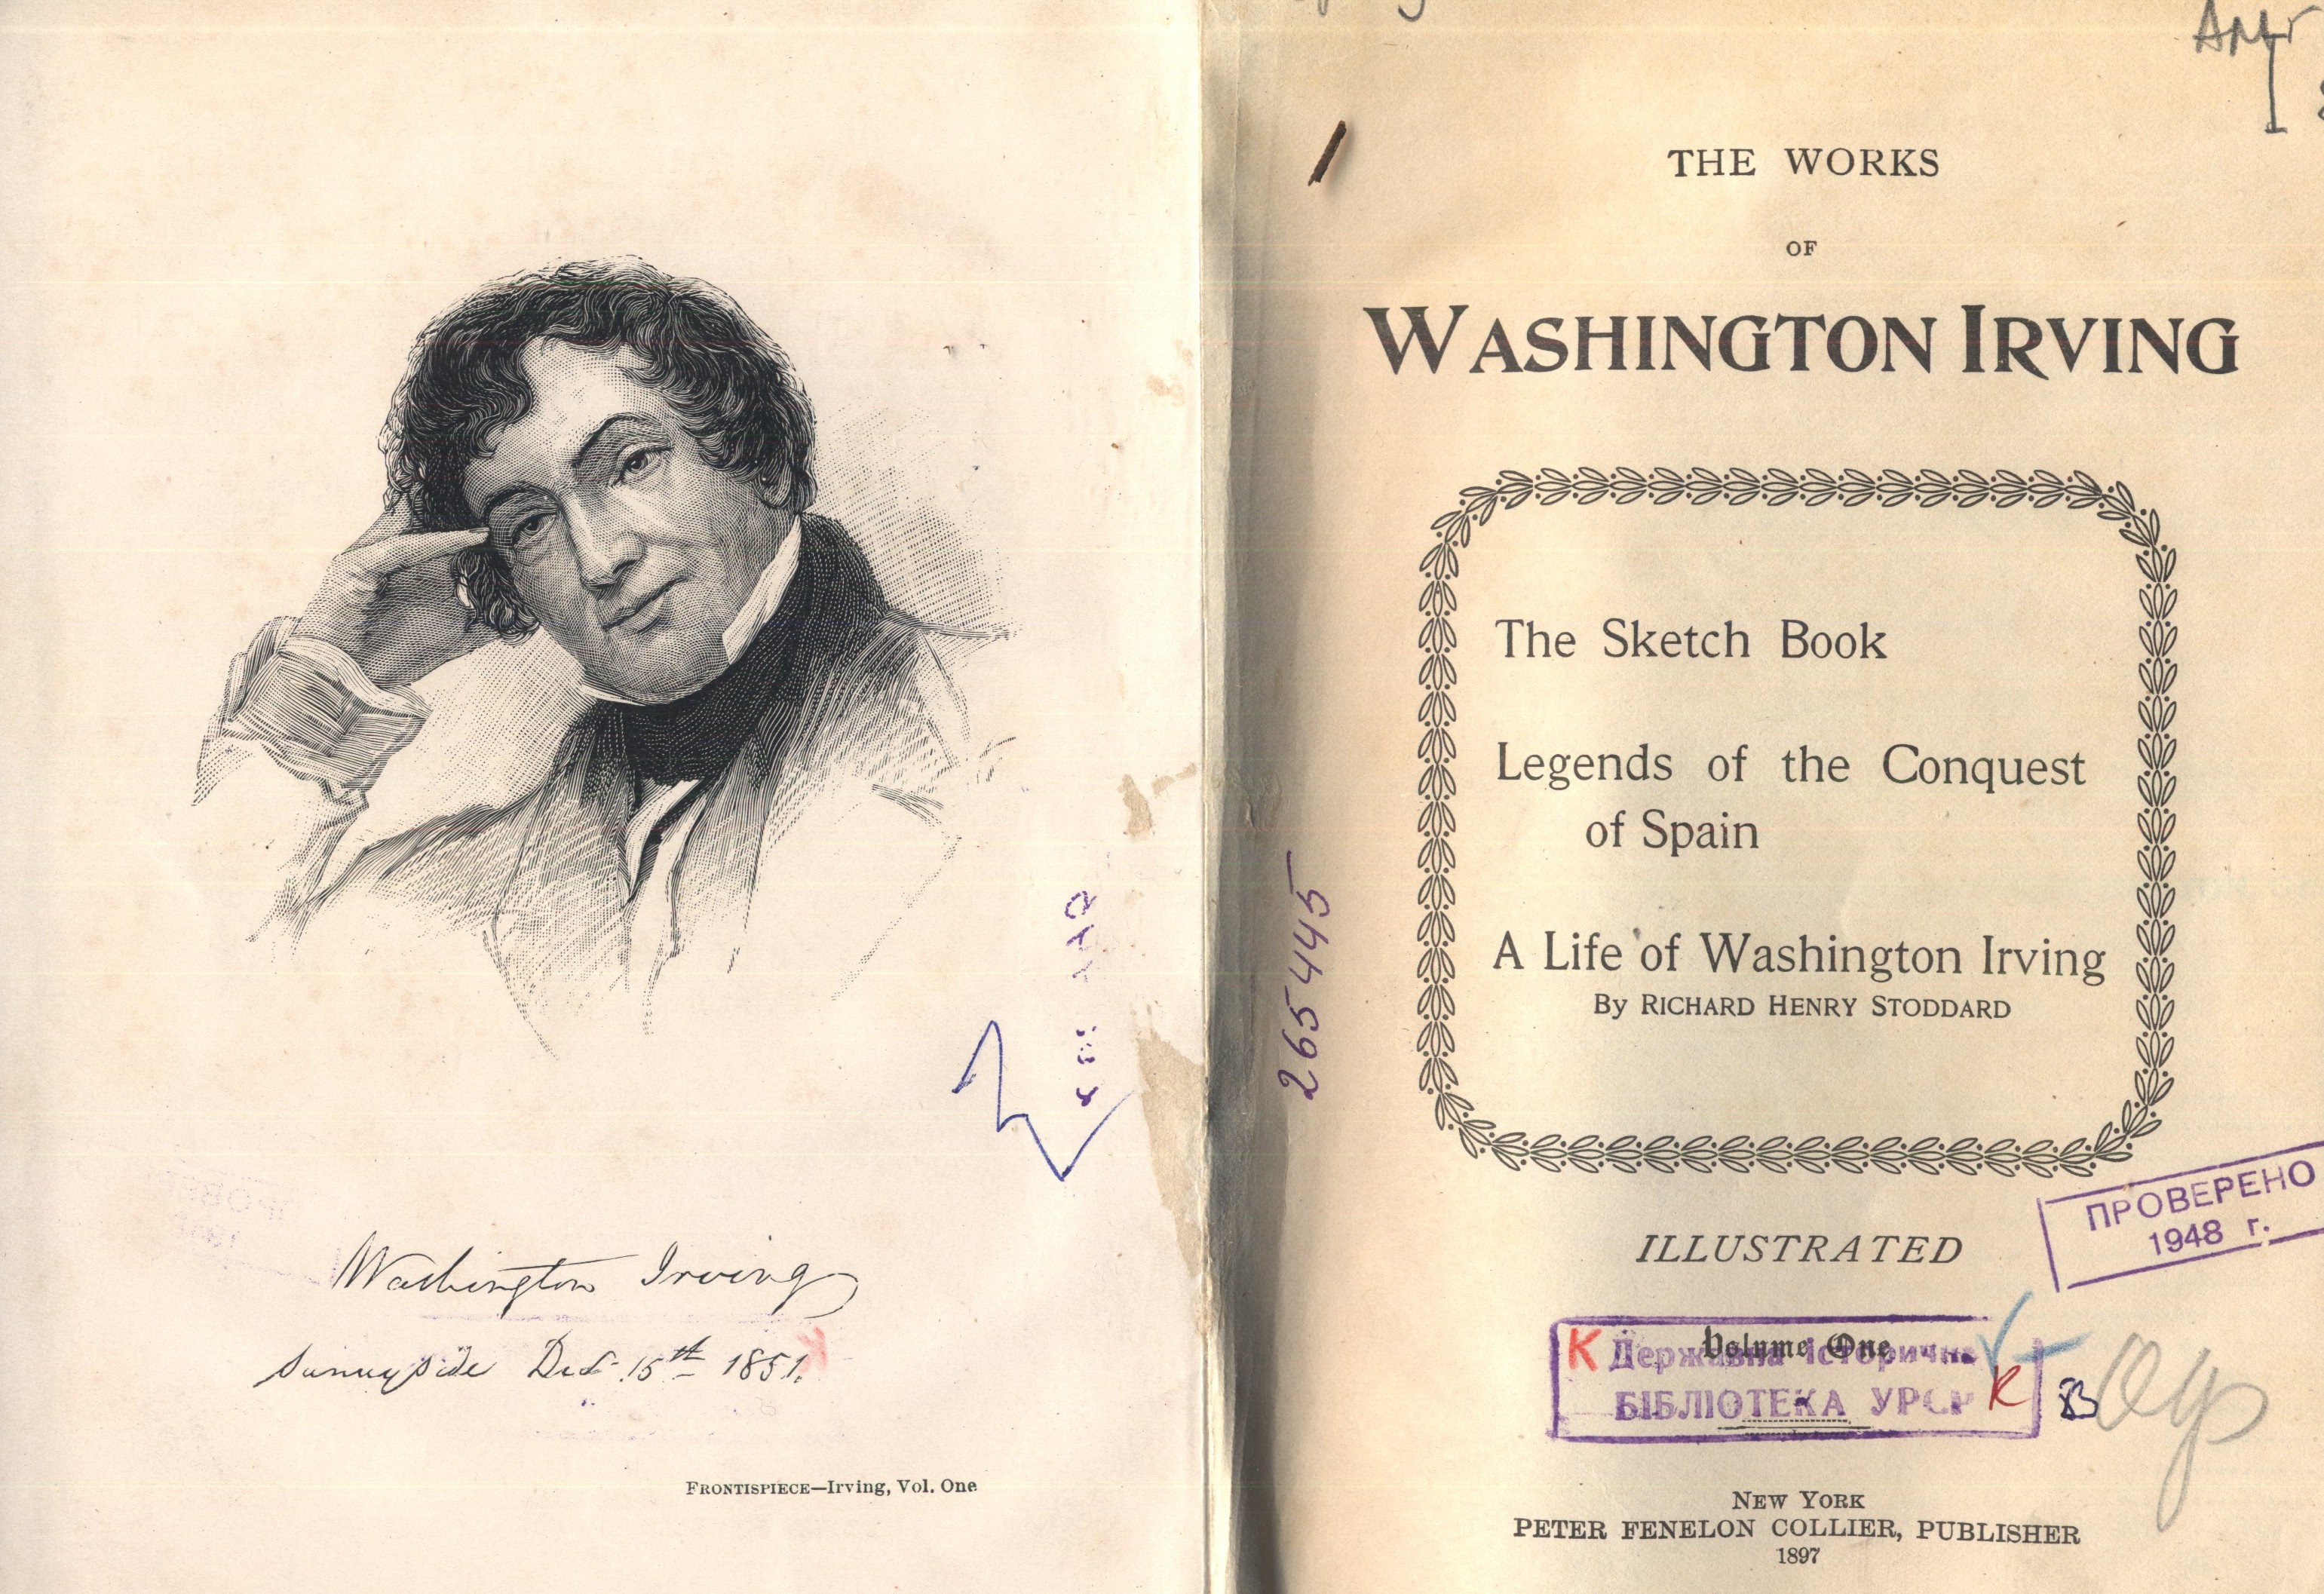 Washington Irving
Sunnyside Dec. 15th 1851.
FRONTISPIECE—Irving, Vol. One
THE WORKS
OF
WASHINGTON IRVING
The Sketch Book
Legends of the Conquest
of Spain
A Life of Washington Irving
By RICHARD HENRY STODDARD
2654445
ILLUSTRATED
ПРОВЕРЕНО
1948 г.
Volume One
К Державна Історична
БІБЛІОТЕКА УРСР
NEW YORK
PETER FENELON COLLIER, PUBLISHER
1897